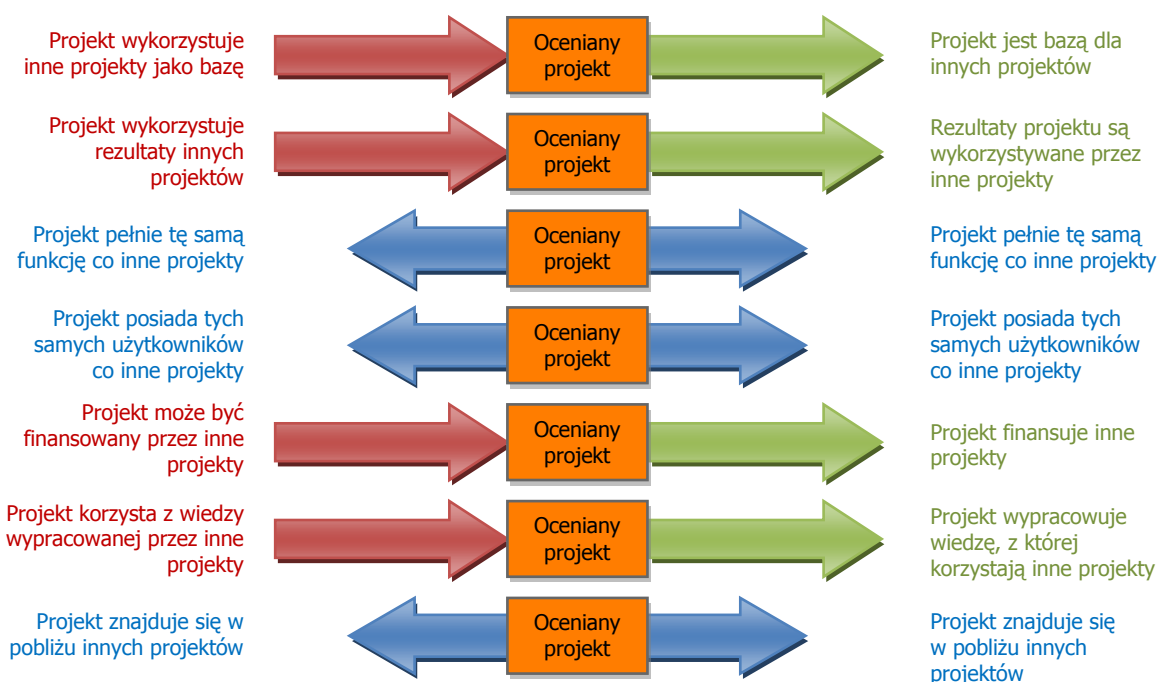 Projekt wykorzystuje
inne projekty jako bazę
Oceniany
projekt
Projekt jest bazą dla
innych projektów
Projekt wykorzystuje
rezultaty innych
projektów
Oceniany
projekt
Rezultaty projektu są
wykorzystywane przez
inne projekty
Projekt pełnie tę samą
funkcję co inne projekty
Oceniany
projekt
Projekt pełnie tę samą
funkcję co inne projekty
Projekt posiada tych
samych użytkowników
co inne projekty
Oceniany
projekt
Projekt posiada tych
samych użytkowników
co inne projekty
Projekt może być
finansowany przez inne
projekty
Oceniany
projekt
Projekt finansuje inne
projekty
Projekt korzysta z wiedzy
wypracowanej przez inne
projekty
Oceniany
projekt
Projekt wypracowuje
wiedzę, z której
korzystają inne projekty
Projekt znajduje się w
pobliżu innych projektów
Oceniany
projekt
Projekt znajduje się
w pobliżu innych
projektów